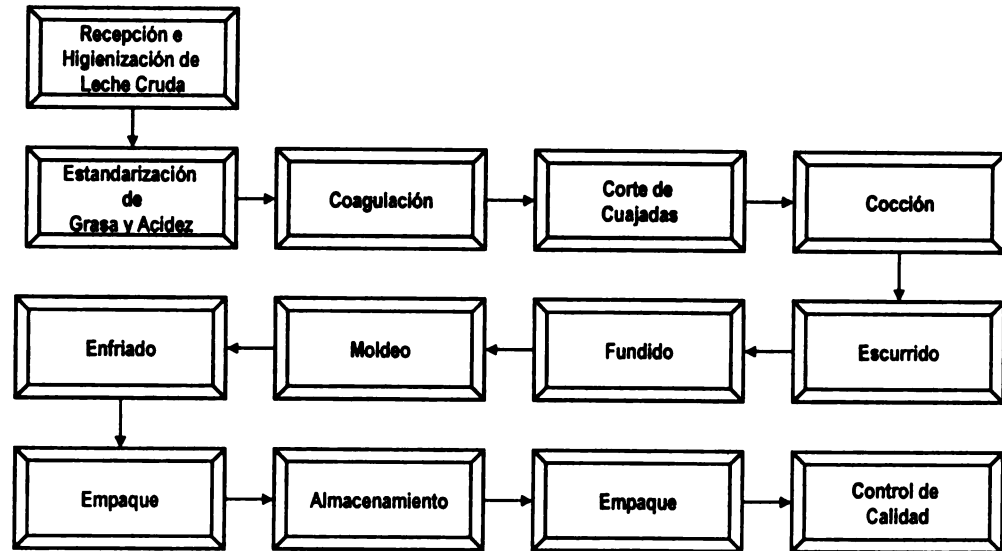 Recepción e
Higienización de
Leche Cruda
Estandarización
de
Grasa y Acidez
Coagulación
Corte de
Cuajadas
Cocción
Escurrido
Fundido
Moldeo
Enfriado
Empaque
Almacenamiento
Empaque
Control de
Calidad